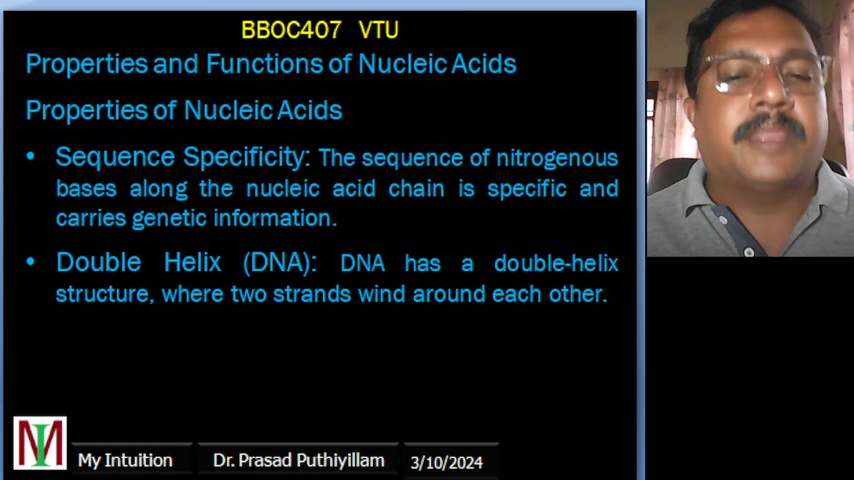 BBOC407 VTU
Properties and Functions of Nucleic Acids
Properties of Nucleic Acids
• Sequence Specificity: The sequence of nitrogenous
bases along the nucleic acid chain is specific and
carries genetic information.
• Double Helix (DNA): DNA has a double-helix
structure, where two strands wind around each other.
MI
My Intuition
Dr. Prasad Puthiyillam
3/10/2024